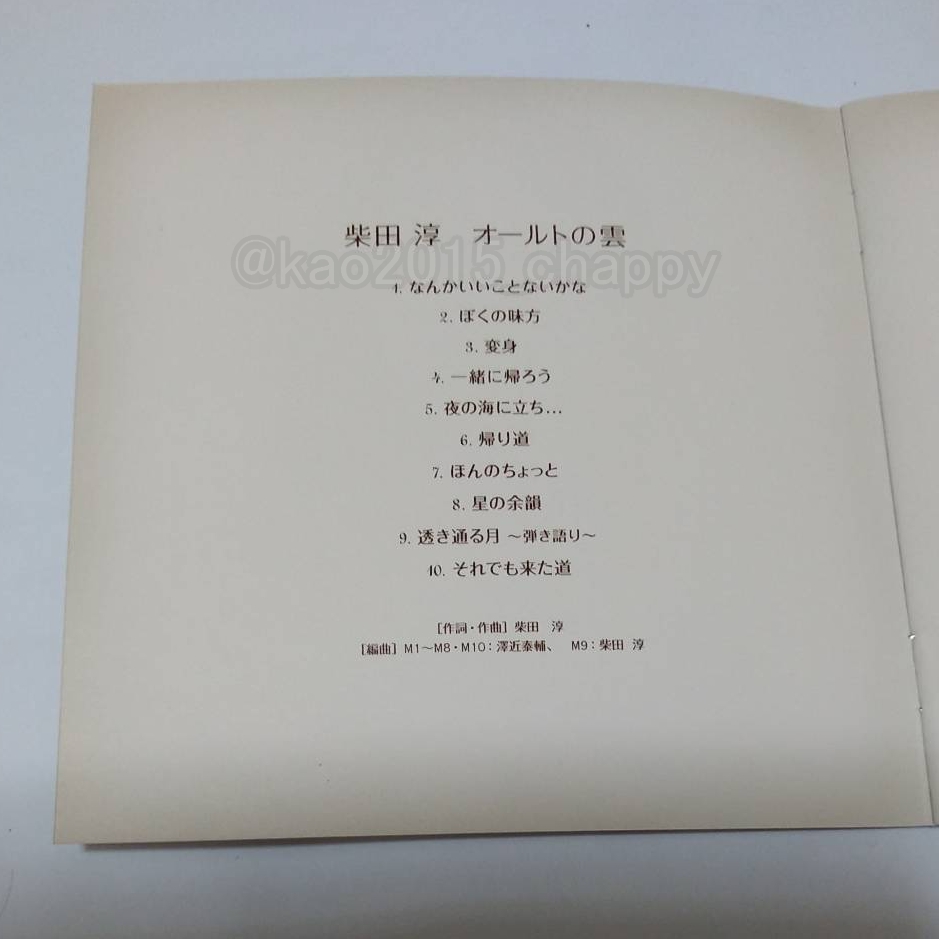 柴田 淳　オールトの雲
@kao2015_chappy
1. なんかいいことないかな
2. ぼくの味方
3. 変身
4. 一緒に帰ろう
5. 夜の海に立ち...
6. 帰り道
7. ほんのちょっと
8. 星の余韻
9. 透き通る月 ～弾き語り～
10. それでも来た道
[作詞・作曲] 柴田　淳
[編曲] M1～M8・M10：澤近泰輔、　M9：柴田 淳